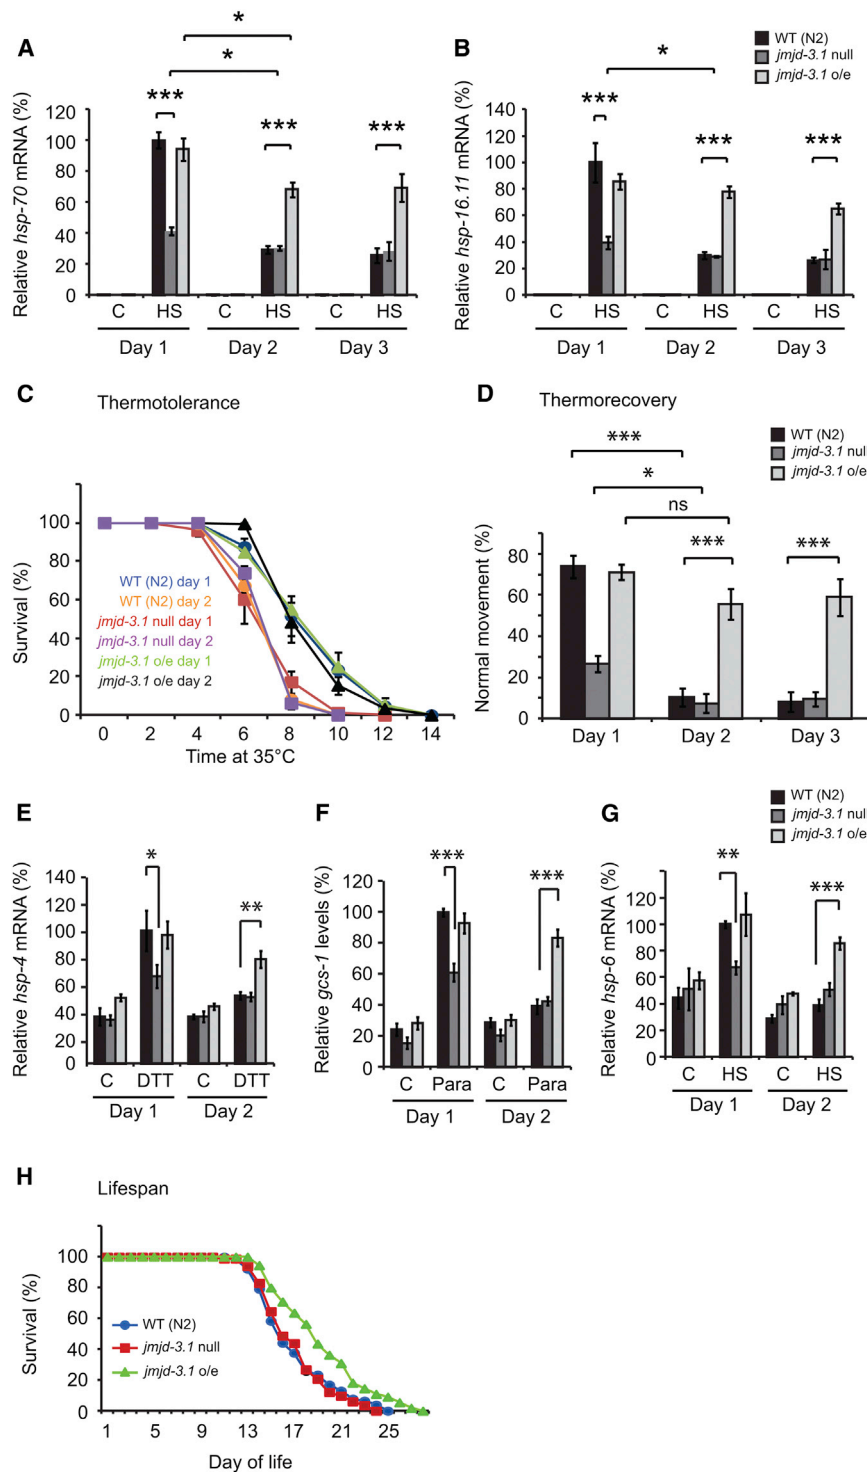 A
B
WT (N2)
jmjd-3.1 null
jmjd-3.1 o/e
Relative hsp-70 mRNA (%)
120
100
80
60
40
20
0
***
*
*
***
***
C HS C HS C HS
Day 1 Day 2 Day 3
Relative hsp-16.11 mRNA (%)
140
120
100
80
60
40
20
0
***
*
***
***
C HS C HS C HS
Day 1 Day 2 Day 3
C
Thermotolerance
Survival (%)
100
80
60
40
20
0
WT (N2) day 1
WT (N2) day 2
jmjd-3.1 null day 1
jmjd-3.1 null day 2
jmjd-3.1 o/e day 1
jmjd-3.1 o/e day 2
0 2 4 6 8 10 12 14
Time at 35°C
D
Thermorecovery
WT (N2)
jmjd-3.1 null
jmjd-3.1 o/e
***
*
ns
***
***
Normal movement (%)
80
60
40
20
0
Day 1 Day 2 Day 3
E
Relative hsp-4 mRNA (%)
140
120
100
80
60
40
20
0
*
**
C DTT C DTT
Day 1 Day 2
F
Relative gcs-1 levels (%)
120
100
80
60
40
20
0
***
***
C Para C Para
Day 1 Day 2
G
WT (N2)
jmjd-3.1 null
jmjd-3.1 o/e
Relative hsp-6 mRNA (%)
140
120
100
80
60
40
20
0
**
***
C HS C HS
Day 1 Day 2
H
Lifespan
Survival (%)
100
80
60
40
20
0
WT (N2)
jmjd-3.1 null
jmjd-3.1 o/e
1 5 9 13 17 21 25
Day of life